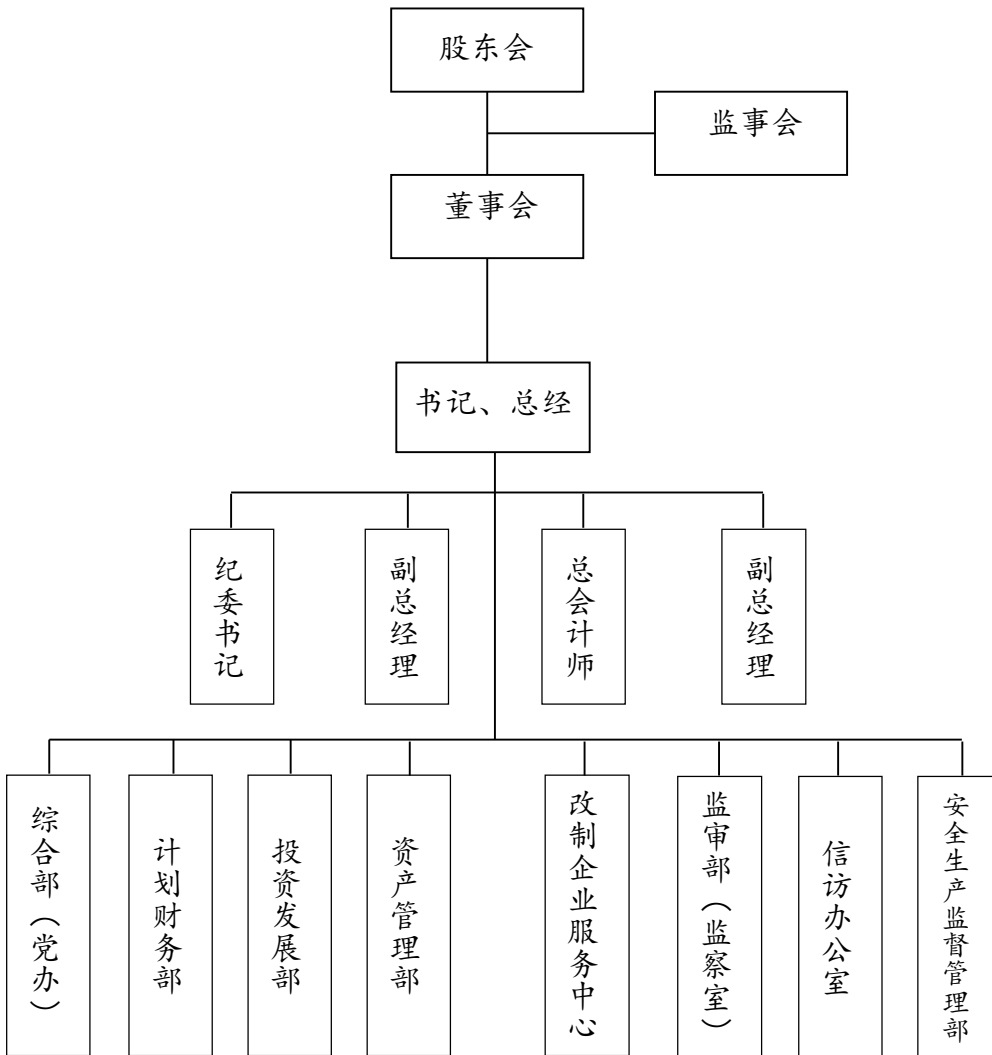 股东会
监事会
董事会
书记、总经
纪委书记
副总经理
总会计师
副总经理
综合部（党办）
计划财务部
投资发展部
资产管理部
改制企业服务中心
监审部（监察室）
信访办公室
安全生产监督管理部